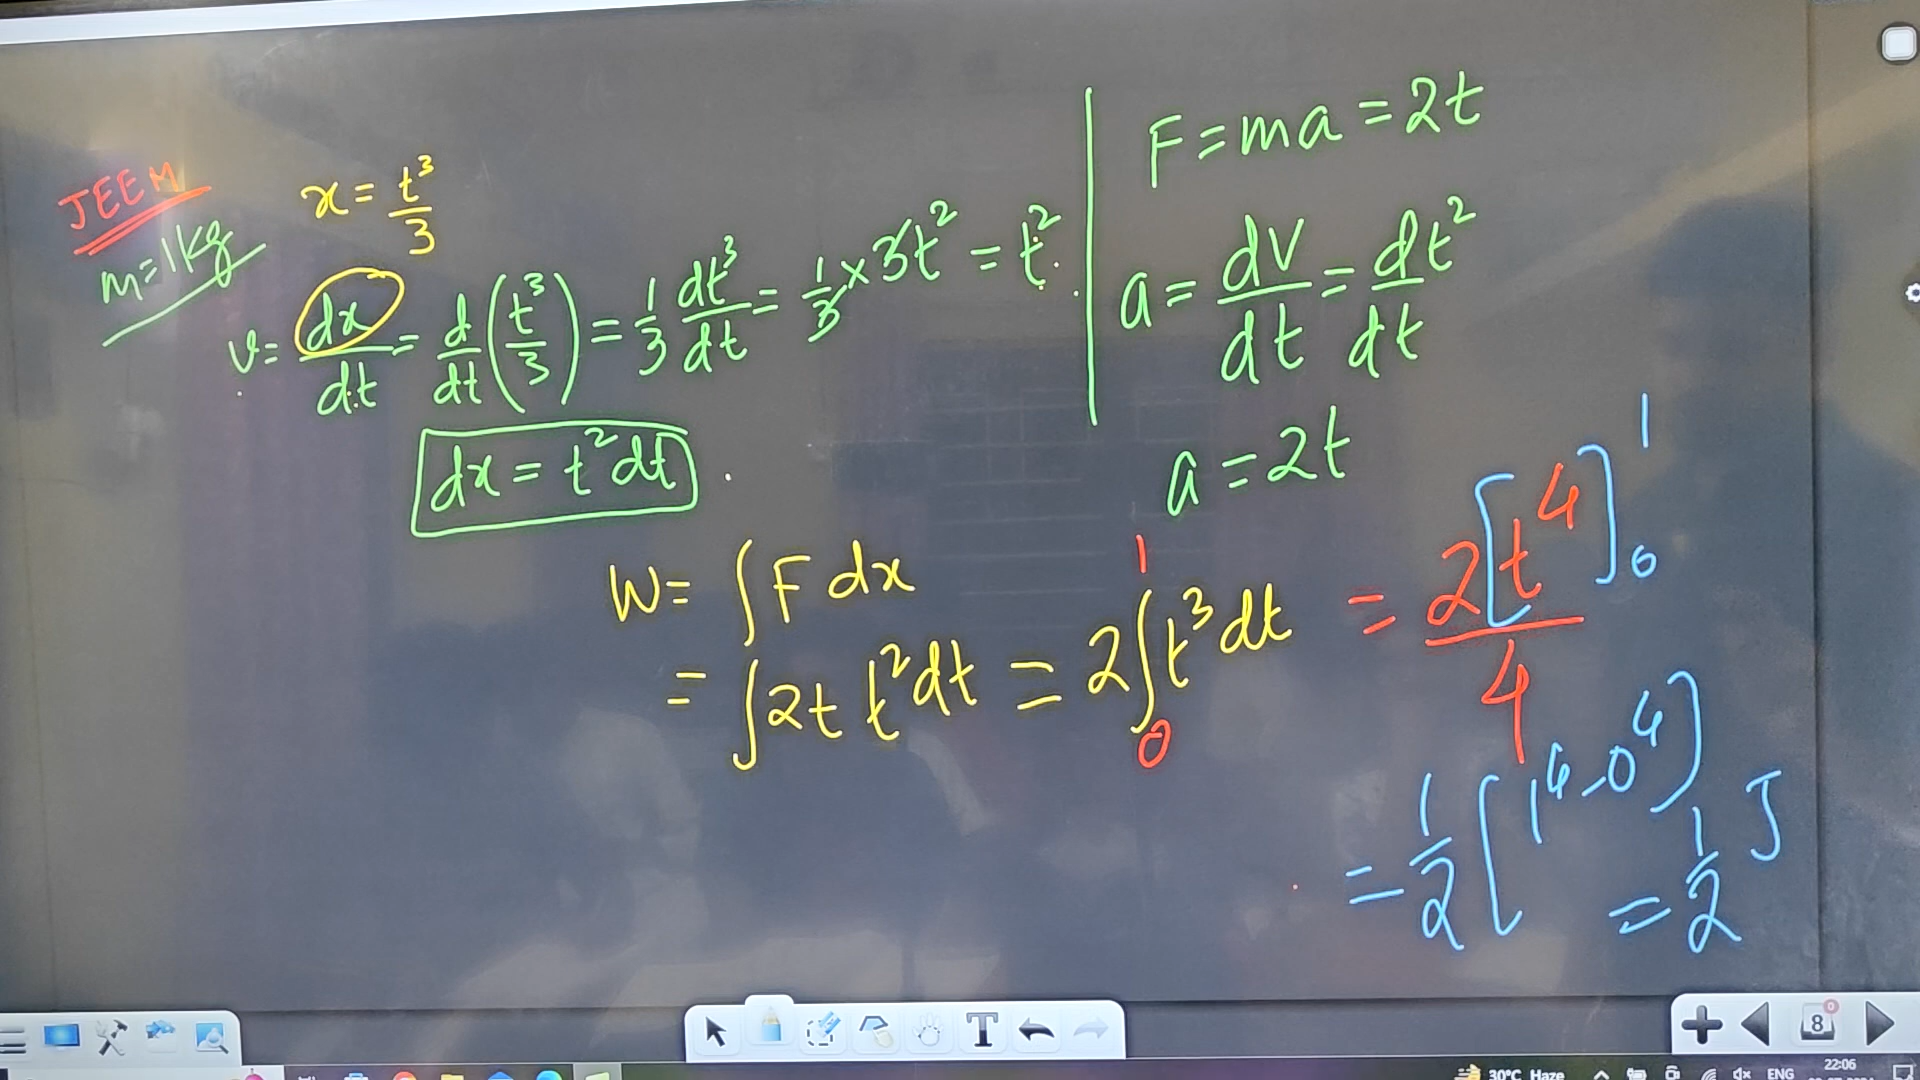 JEEM
m=1kg
x = t³/3
v = dx/dt = d/dt (t³/3) = 1/3 dt³/dt = 1/3 × 3t² = t²
dx = t²dt
F = ma = 2t
a = dv/dt = dt²/dt
a = 2t
W = ∫ F dx
= ∫2t t²dt = 2∫₀¹ t³dt = 2[t⁴]₀¹/4
= 1/2 [1⁴-0⁴]
= 1/2 J
T
8
0
30°C Haze
ENG
22:06